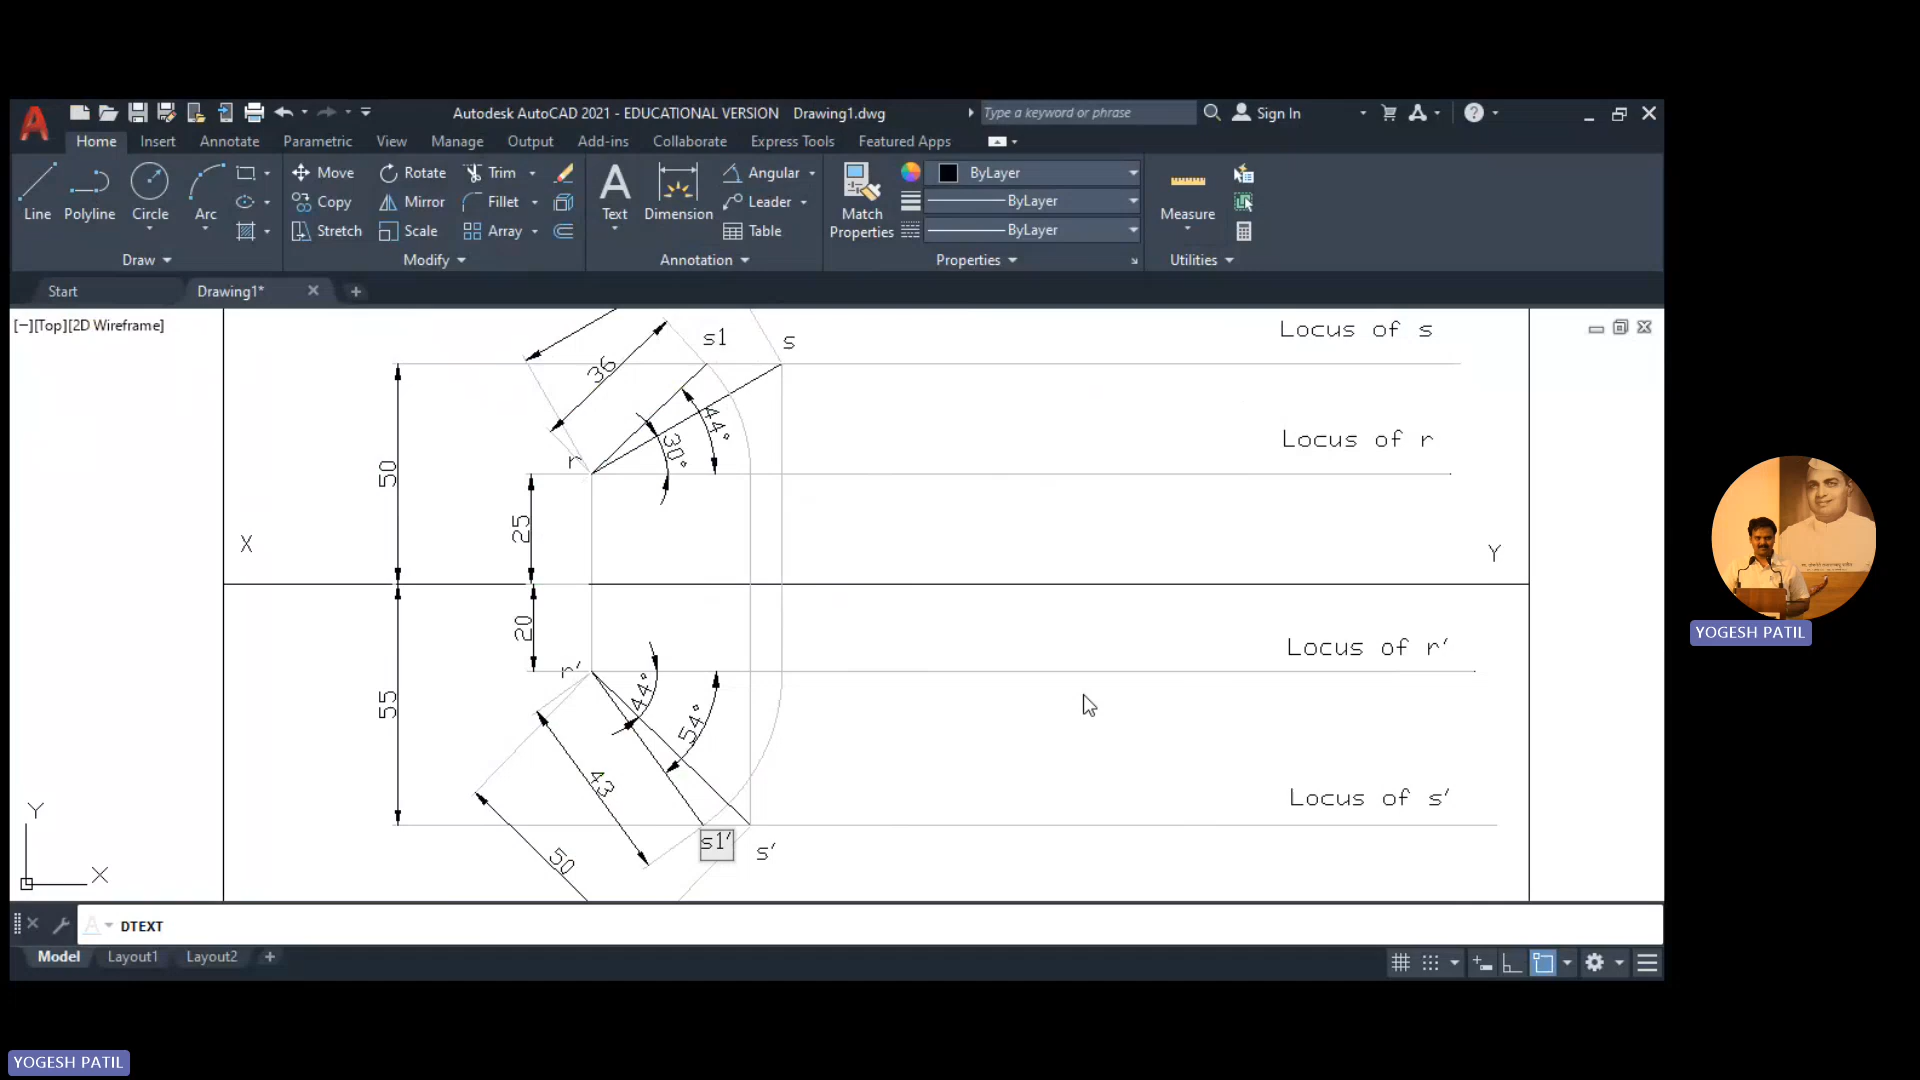 Autodesk AutoCAD 2021 - EDUCATIONAL VERSION Drawing1.dwg
Type a keyword or phrase
Sign In
Home Insert Annotate Parametric View Manage Output Add-ins Collaborate Express Tools Featured Apps
Line Polyline Circle Arc
Draw
Move Rotate Trim
Copy Mirror Fillet
Stretch Scale Array
Modify
Text Dimension
Angular
Leader
Table
Annotation
Match Properties
ByLayer
ByLayer
ByLayer
Properties
Measure
Utilities
Start Drawing1*
[−][Top][2D Wireframe]
s1 s
Locus of s
36
44°
30°
r
Locus of r
50
25
X
Y
20
Locus of r'
r'
44°
54°
55
43
Locus of s'
s1' s'
50
Y
X
DTEXT
Model Layout1 Layout2
YOGESH PATIL
YOGESH PATIL